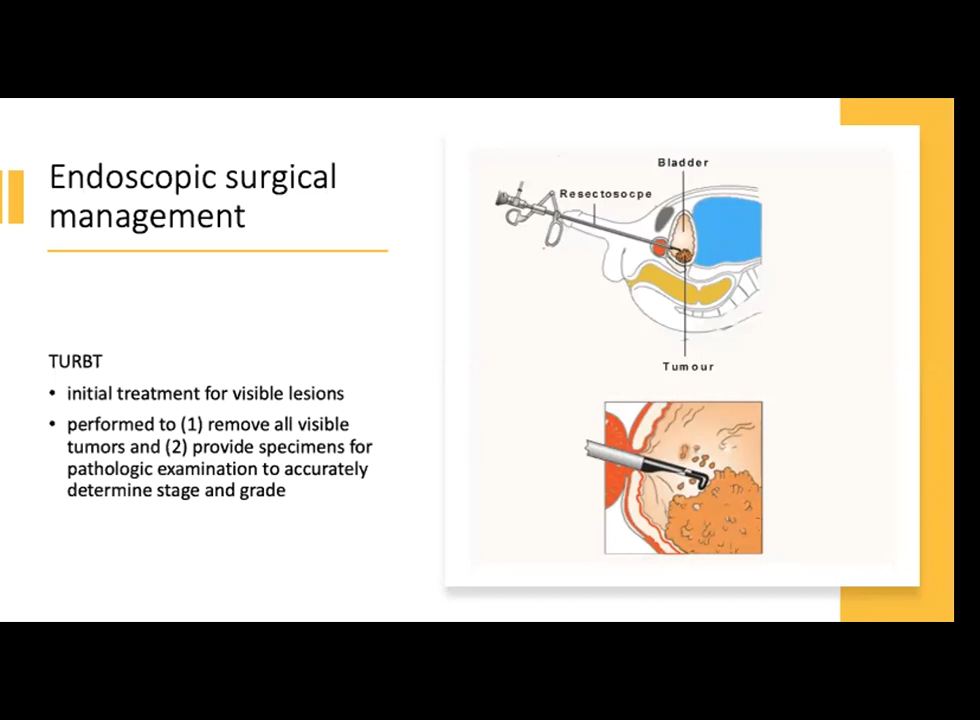 Endoscopic surgical
management
TURBT
• initial treatment for visible lesions
• performed to (1) remove all visible
tumors and (2) provide specimens for
pathologic examination to accurately
determine stage and grade
Bladder
Resectosocpe
Tumour